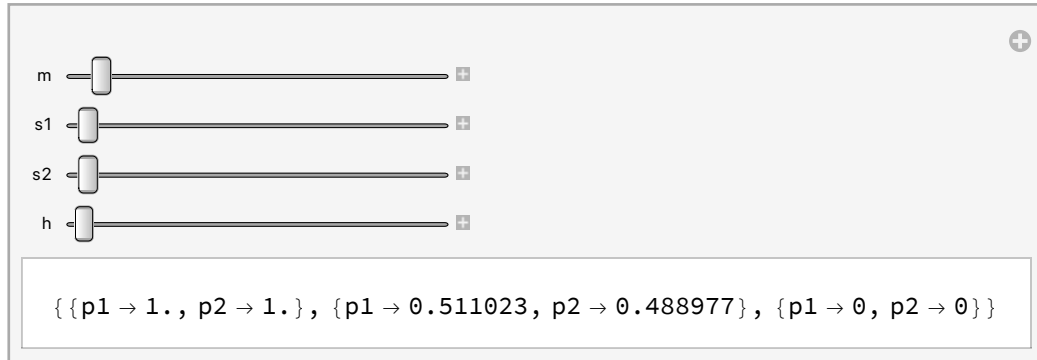 m
s1
s2
h
{{p1 → 1., p2 → 1.}, {p1 → 0.511023, p2 → 0.488977}, {p1 → 0, p2 → 0}}